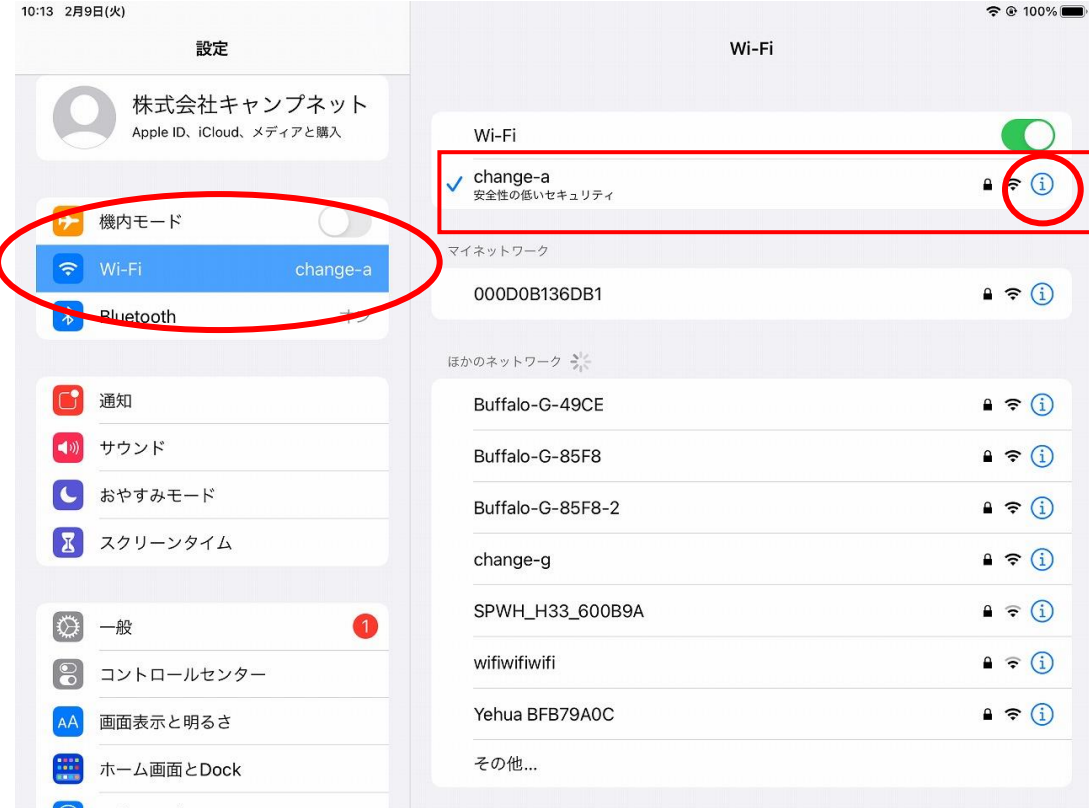 10:13 2月9日(火)
100%
設定
株式会社キャンプネット
Apple ID、iCloud、メディアと購入
機内モード
Wi-Fi change-a
Bluetooth オン
通知
サウンド
おやすみモード
スクリーンタイム
一般 1
コントロールセンター
AA 画面表示と明るさ
ホーム画面とDock
Wi-Fi
Wi-Fi
change-a
安全性の低いセキュリティ
マイネットワーク
000D0B136DB1
ほかのネットワーク
Buffalo-G-49CE
Buffalo-G-85F8
Buffalo-G-85F8-2
change-g
SPWH_H33_600B9A
wifiwifiwifi
Yehua BFB79A0C
その他...